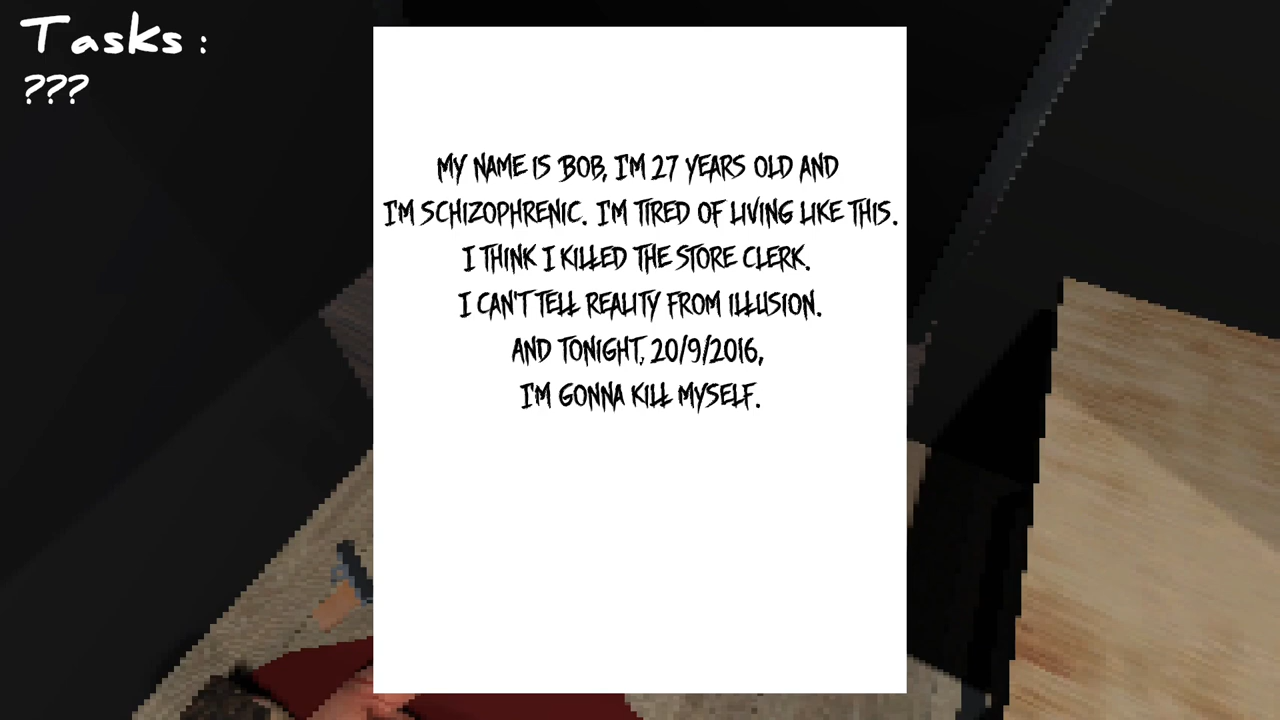 Tasks :
???
MY NAME IS BOB, I'M 27 YEARS OLD AND
I'M SCHIZOPHRENIC. I'M TIRED OF LIVING LIKE THIS.
I THINK I KILLED THE STORE CLERK.
I CAN'T TELL REALITY FROM ILLUSION.
AND TONIGHT, 20/9/2016,
I'M GONNA KILL MYSELF.